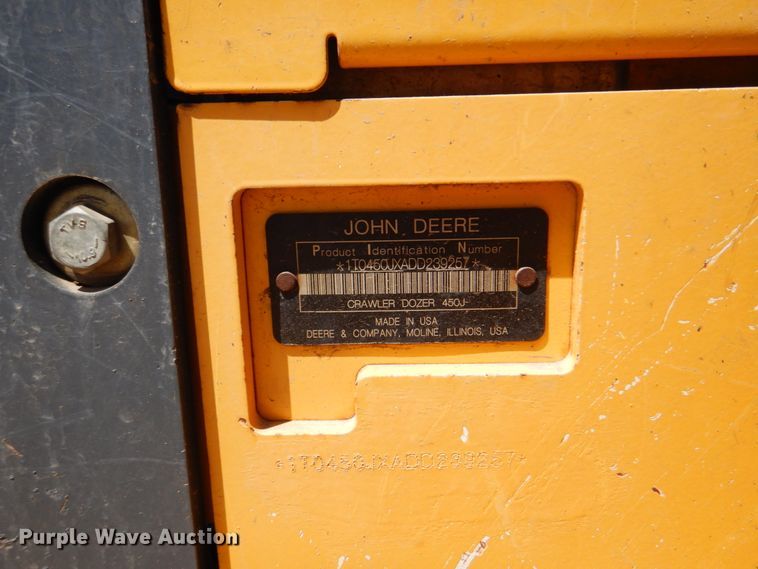 JOHN DEERE
Product Identification Number
*1T0450JXADD239257*
CRAWLER DOZER 450J-
MADE IN USA
DEERE & COMPANY, MOLINE, ILLINOIS, USA
*1T0450JXADD239257*
Purple Wave Auction